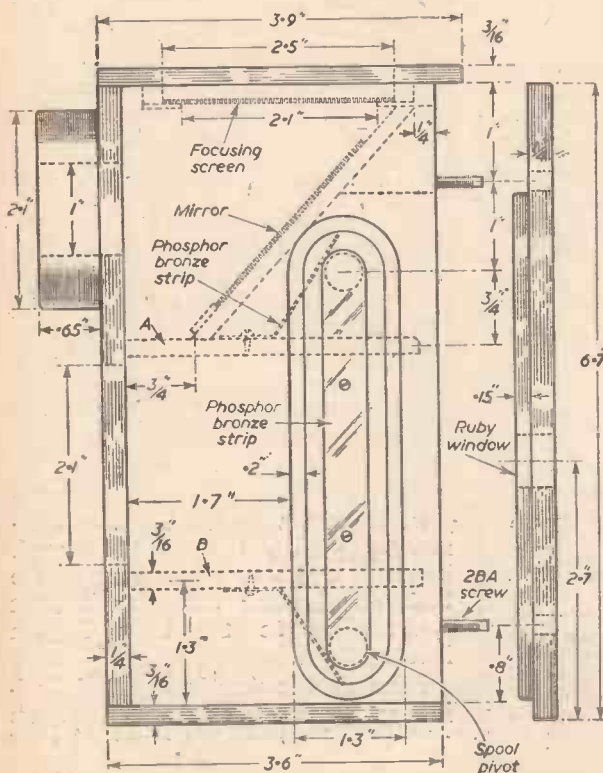 3·9"
3/16"
2·5"
2·1"
1/4"
Focusing
screen
1"
1/4
2·1"
1"
Mirror
1"
Phosphor
bronze
strip
3/4"
·65"
A
6·7"
3/4"
·15"
Phosphor
bronze
strip
Ruby
window
2·1"
·2"
1·7"
3/16"
B
2BA
screw
2·7"
1·3"
·8"
1/4
3/16"
1·3"
3·6"
Spool
pivot